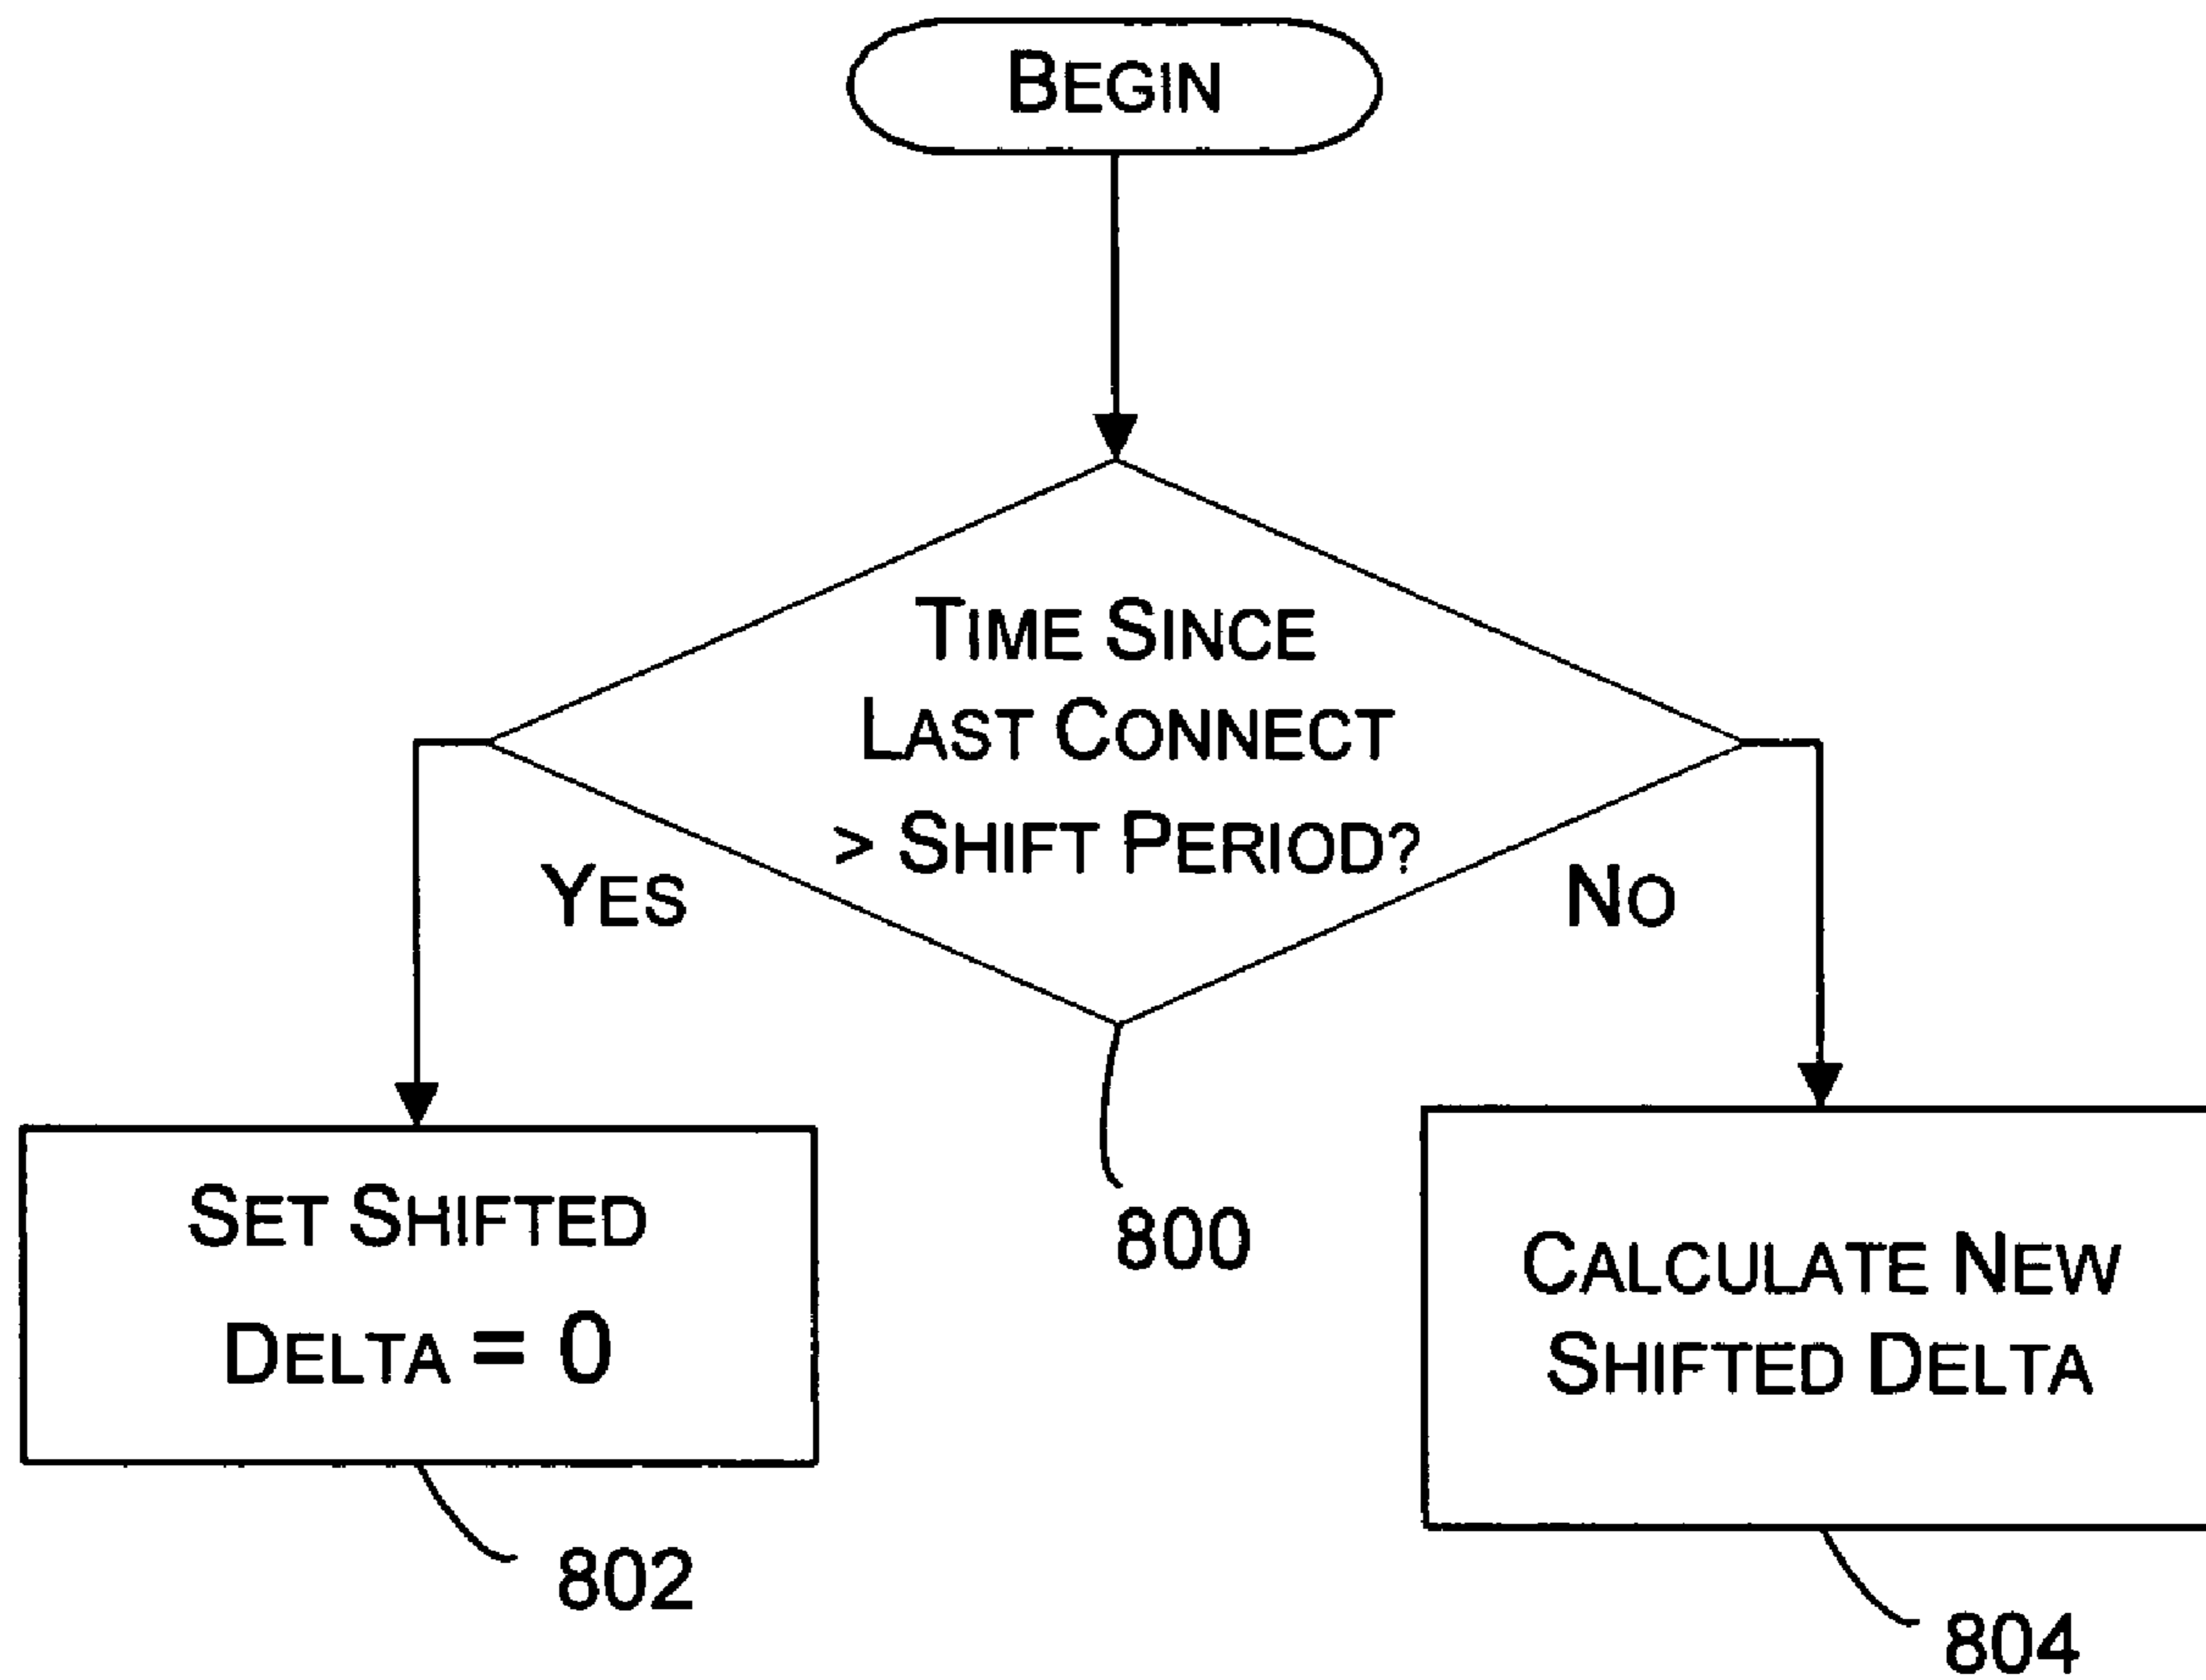 BEGIN
TIME SINCE
LAST CONNECT
> SHIFT PERIOD?
YES
NO
800
SET SHIFTED
DELTA = 0
802
CALCULATE NEW
SHIFTED DELTA
804